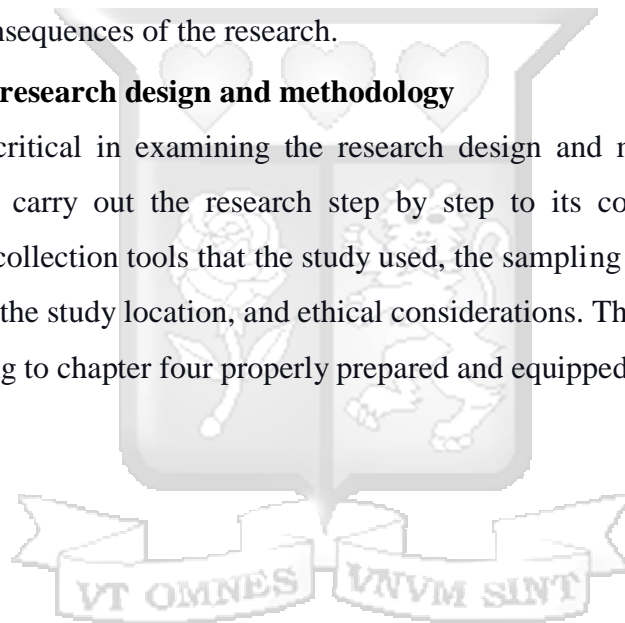 nsequences of the research.
research design and methodology
critical in examining the research design and
carry out the research step by step to its co
collection tools that the study used, the sampling
the study location, and ethical considerations. Th
g to chapter four properly prepared and equipped
VT OMNES VNVM SINT